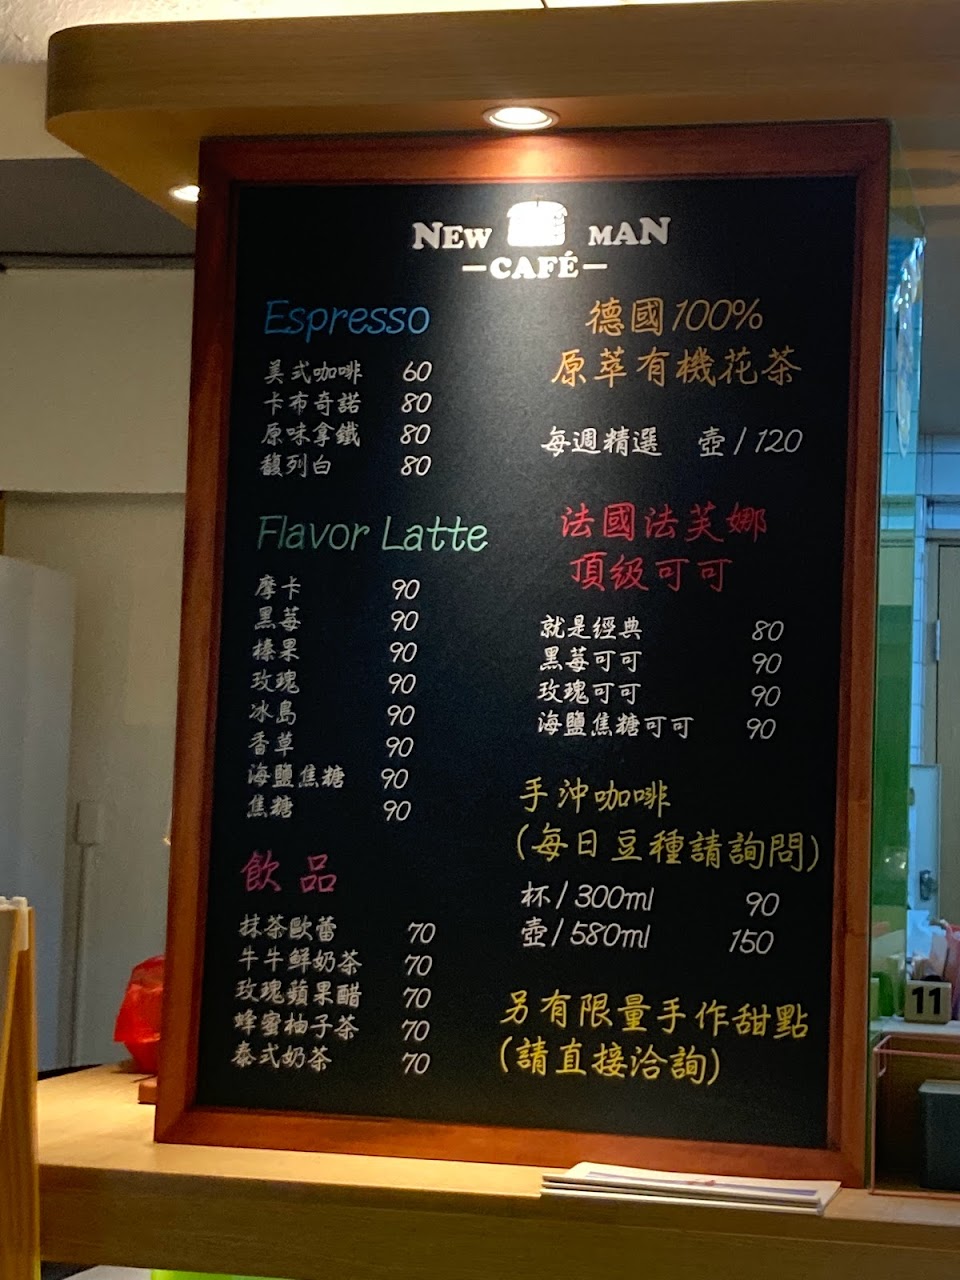 NEW MAN
CAFÉ
Espresso
美式咖啡 60
卡布奇諾 80
原味拿鐵 80
馥列白 80
Flavor Latte
摩卡 90
黑莓 90
榛果 90
玫瑰 90
冰島 90
香草 90
海鹽焦糖 90
焦糖 90
飲品
抹茶歐蕾 70
牛牛鮮奶茶 70
玫瑰蘋果醋 70
蜂蜜柚子茶 70
泰式奶茶 70
德國100%
原萃有機花茶
每週精選 壺/120
法國法芙娜
頂級可可
就是經典 80
黑莓可可 90
玫瑰可可 90
海鹽焦糖可可 90
手沖咖啡
(每日豆種請詢問)
杯/300ml 90
壺/580ml 150
另有限量手作甜點
(請直接洽詢)
11